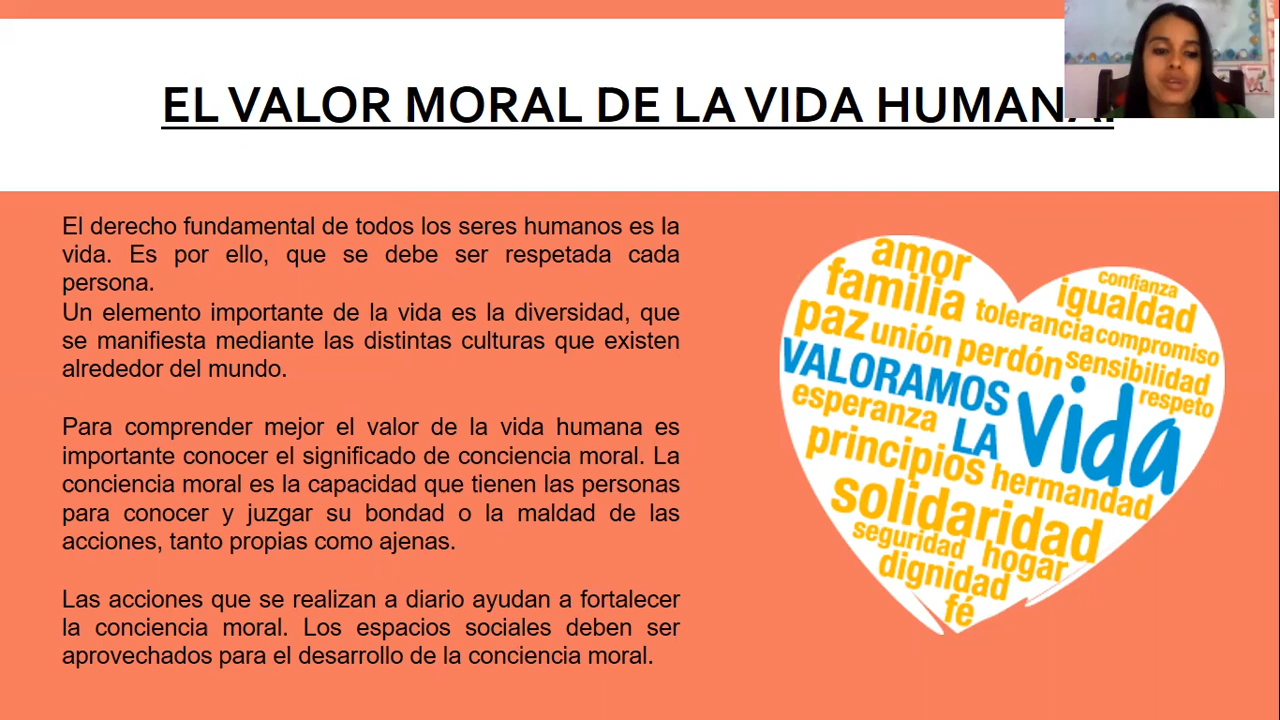 EL VALOR MORAL DE LA VIDA HUMANA.
El derecho fundamental de todos los seres humanos es la
vida. Es por ello, que se debe ser respetada cada
persona.
Un elemento importante de la vida es la diversidad, que
se manifiesta mediante las distintas culturas que existen
alrededor del mundo.
Para comprender mejor el valor de la vida humana es
importante conocer el significado de conciencia moral. La
conciencia moral es la capacidad que tienen las personas
para conocer y juzgar su bondad o la maldad de las
acciones, tanto propias como ajenas.
Las acciones que se realizan a diario ayudan a fortalecer
la conciencia moral. Los espacios sociales deben ser
aprovechados para el desarrollo de la conciencia moral.
amor
familia
paz
unión
perdón
tolerancia
confianza
igualdad
compromiso
sensibilidad
respeto
VALORAMOS
LA
vida
esperanza
principios
hermandad
solidaridad
seguridad
hogar
dignidad
fé